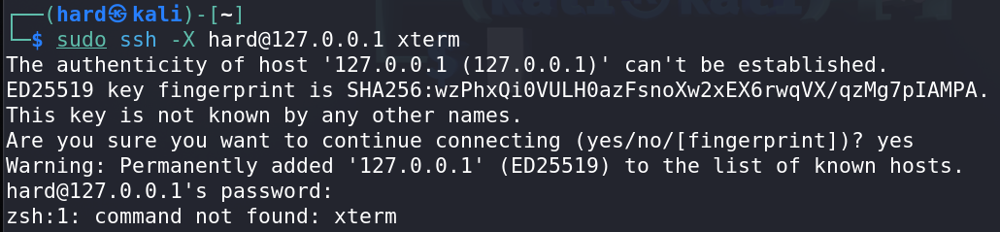 ┌──(hard㉿kali)-[~]
└─$ sudo ssh -X hard@127.0.0.1 xterm
The authenticity of host '127.0.0.1 (127.0.0.1)' can't be established.
ED25519 key fingerprint is SHA256:wzPhxQi0VULH0azFsnoXw2xEX6rwqVX/qzMg7pIAMPA.
This key is not known by any other names.
Are you sure you want to continue connecting (yes/no/[fingerprint])? yes
Warning: Permanently added '127.0.0.1' (ED25519) to the list of known hosts.
hard@127.0.0.1's password:
zsh:1: command not found: xterm